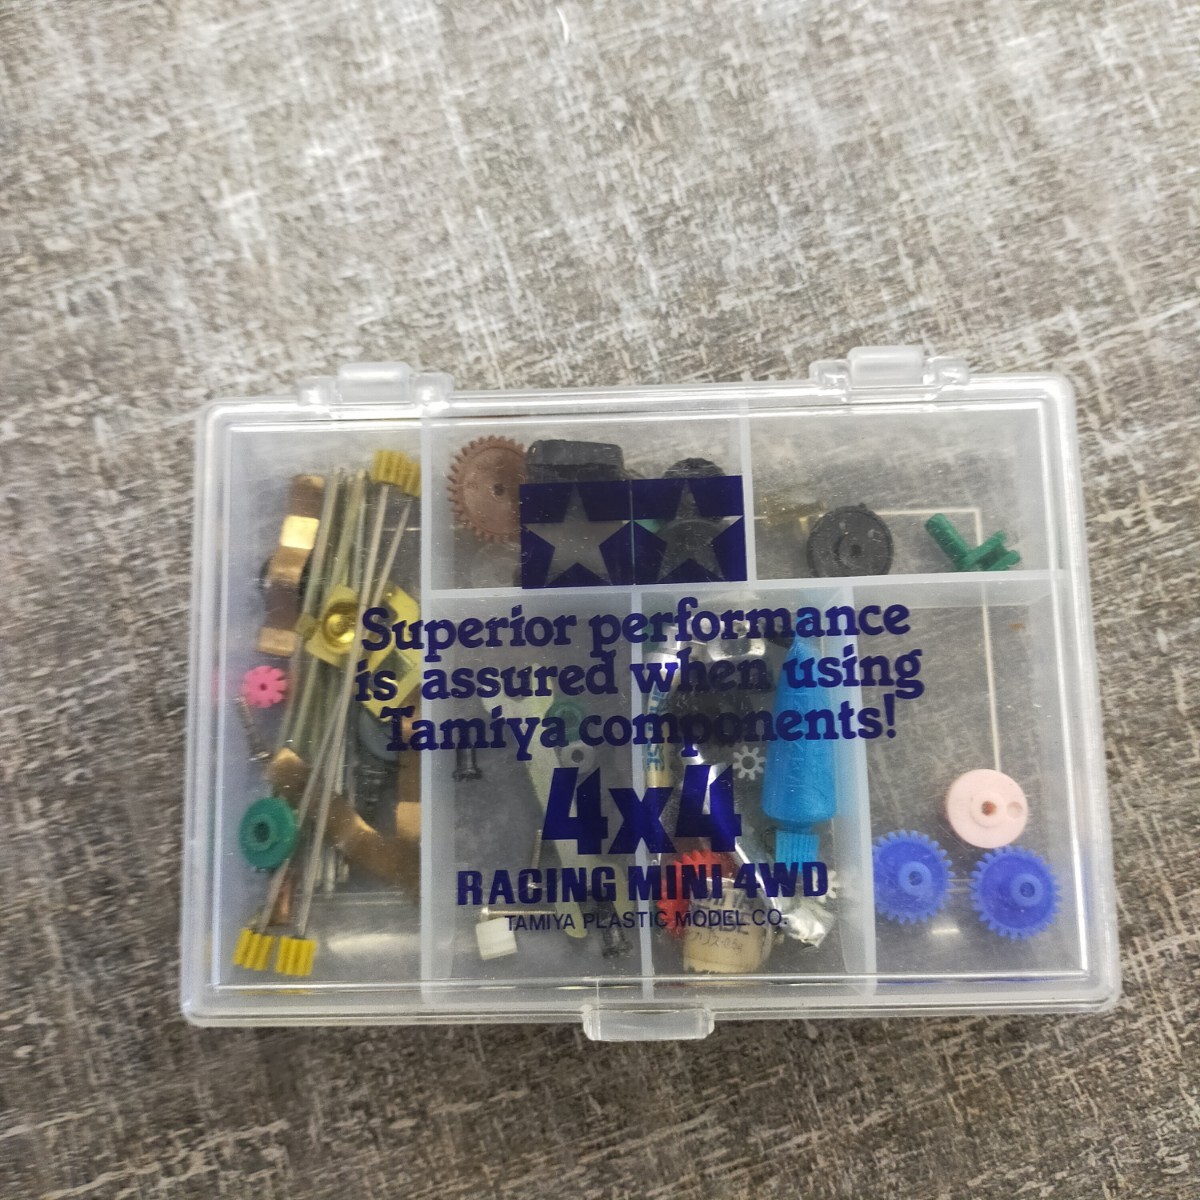 Superior performance
is assured when using
Tamiya components!
4x4
RACING MINI 4WD
TAMIYA PLASTIC MODEL CO.